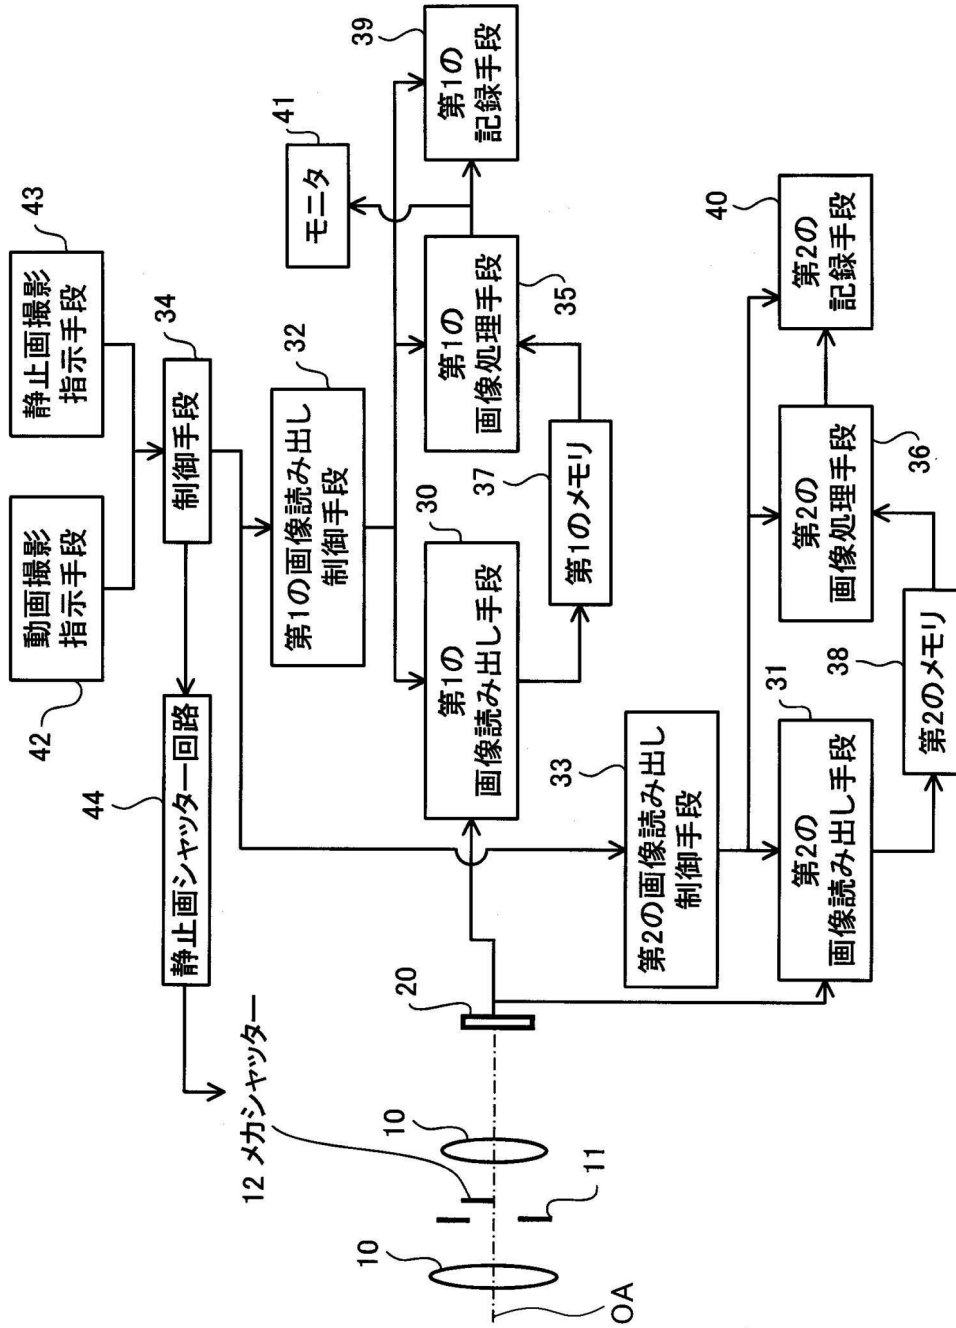 動画撮影
指示手段
42
静止画撮影
指示手段
43
静止画シャッター回路
44
制御手段
34
12 メカシャッター
第1の画像読み出し
制御手段
32
モニタ
41
第1の
記録手段
39
10
10
11
OA
20
第1の
画像読み出し手段
30
第1の
画像処理手段
35
第1のメモリ
37
第2の画像読み出し
制御手段
33
第2の
画像読み出し手段
31
第2の
画像処理手段
36
第2の
記録手段
40
第2のメモリ
38